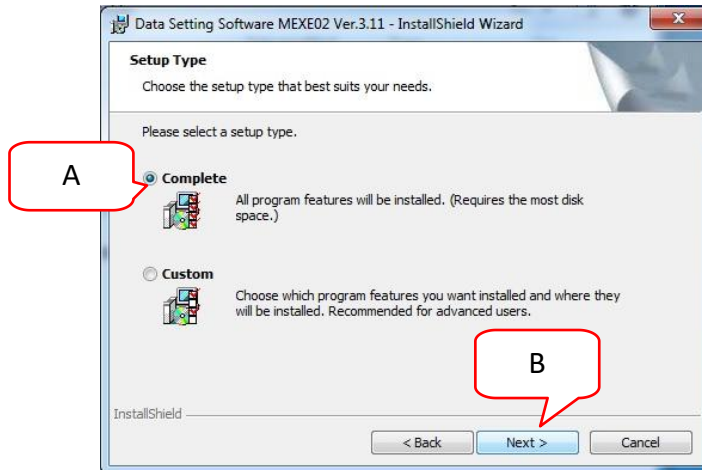 Data Setting Software MEXE02 Ver.3.11 - InstallShield Wizard
Setup Type
Choose the setup type that best suits your needs.
Please select a setup type.
A
Complete
All program features will be installed. (Requires the most disk
space.)
Custom
Choose which program features you want installed and where they
will be installed. Recommended for advanced users.
B
InstallShield
< Back Next > Cancel